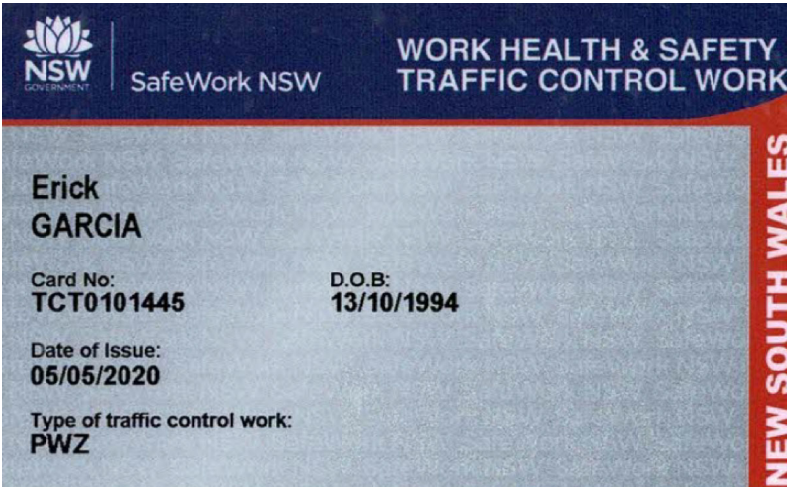 NSW
GOVERNMENT
SafeWork NSW
WORK HEALTH & SAFETY
TRAFFIC CONTROL WORK
Erick
GARCIA
Card No:
TCT0101445
D.O.B:
13/10/1994
Date of Issue:
05/05/2020
Type of traffic control work:
PWZ
NEW SOUTH WALES